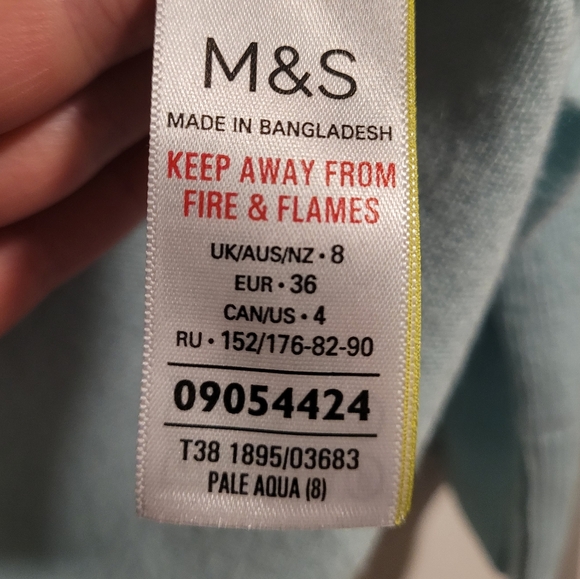 M&S
MADE IN BANGLADESH
KEEP AWAY FROM
FIRE & FLAMES
UK/AUS/NZ • 8
EUR • 36
CAN/US • 4
RU • 152/176-82-90
09054424
T38 1895/03683
PALE AQUA (8)